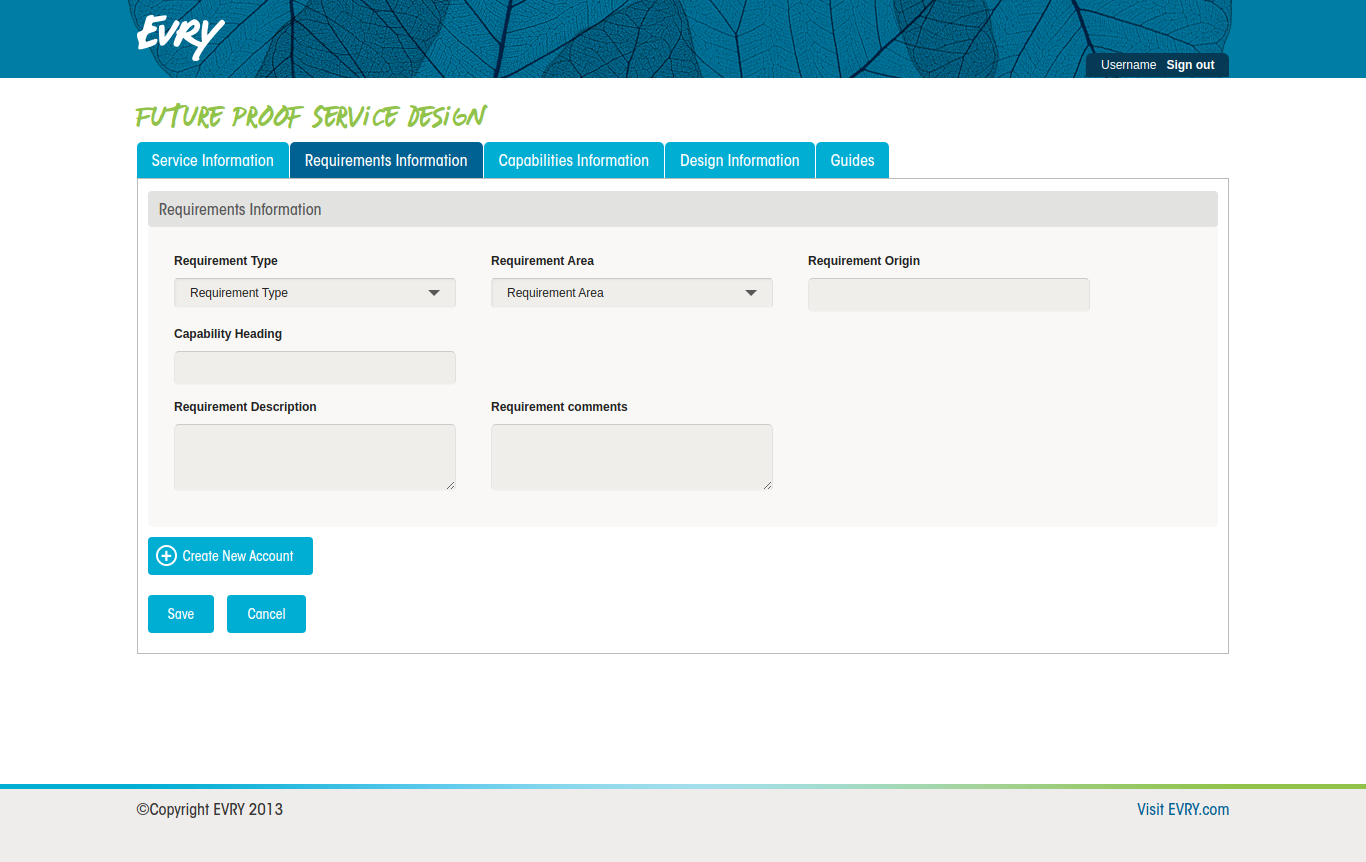 EVRY
Username Sign out
FUTURE PROOF SERViCE DESiGN
Service Information Requirements Information Capabilities Information Design Information Guides
Requirements Information
Requirement Type Requirement Area Requirement Origin
Requirement Type Requirement Area
Capability Heading
Requirement Description Requirement comments
Create New Account
Save Cancel
©Copyright EVRY 2013 Visit EVRY.com